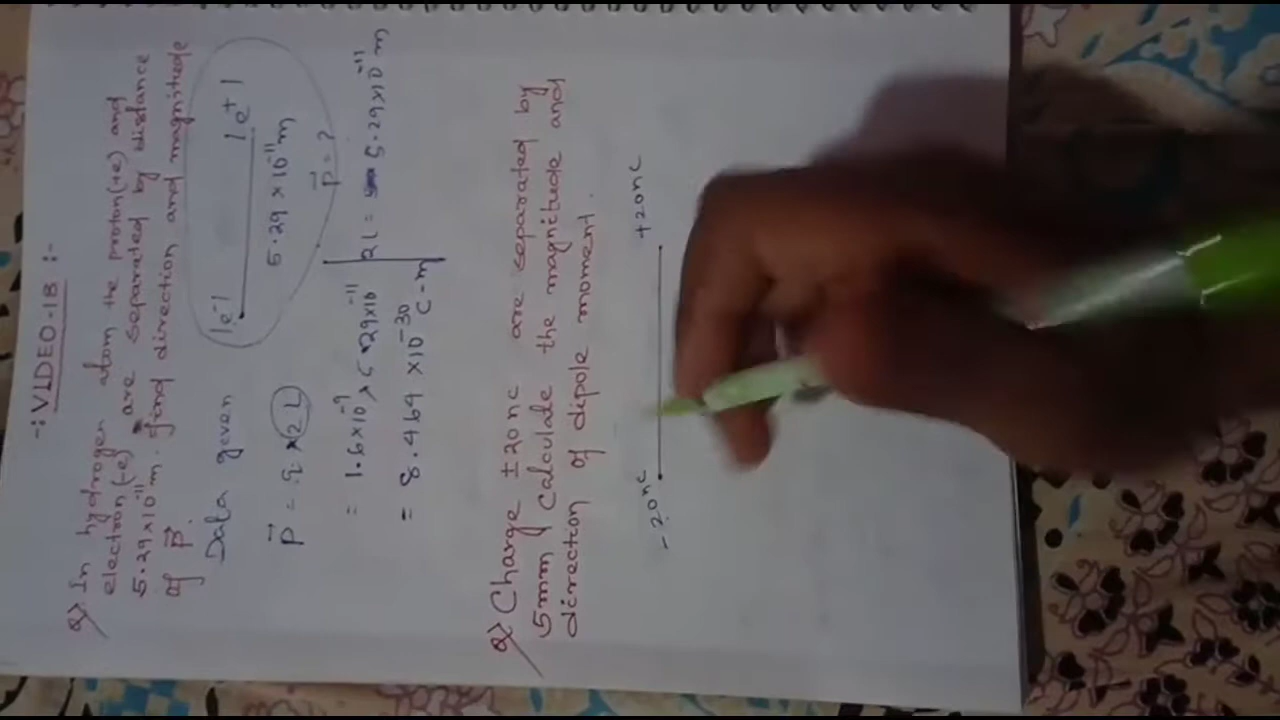 -: VIDEO-18 :-
Q> In hydrogen atom the proton(+e) and
electron(-e) are separated by distance
5.29×10⁻¹¹m. find direction and magnitude
of p⃗.
Data given
1e⁻1 1e⁺1
5.29 × 10⁻¹¹ m
p⃗ = ?
p⃗ = q × 2L
2L = 5.29×10⁻¹¹ m
= 1.6×10⁻⁹ × 5.29×10⁻¹¹
= 8.469 ×10⁻³⁰ C-m
Q> Charge ±20nc are separated by
5mm, Calculate the magnitude and
direction of dipole moment.
-20nc +20nc